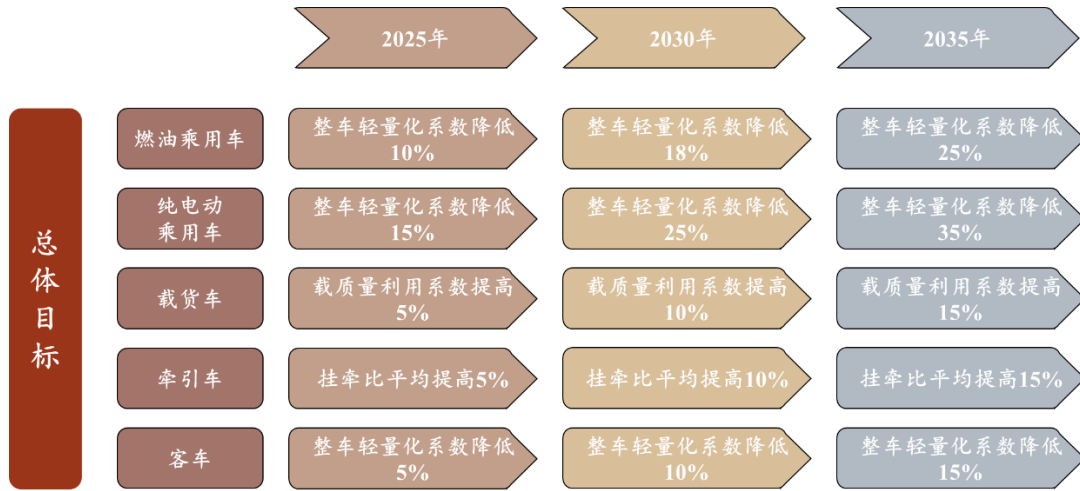 2025年
2030年
2035年
总体目标
燃油乘用车
整车轻量化系数降低
10%
整车轻量化系数降低
18%
整车轻量化系数降低
25%
纯电动
乘用车
整车轻量化系数降低
15%
整车轻量化系数降低
25%
整车轻量化系数降低
35%
载货车
载质量利用系数提高
5%
载质量利用系数提高
10%
载质量利用系数提高
15%
牵引车
挂牵比平均提高5%
挂牵比平均提高10%
挂牵比平均提高15%
客车
整车轻量化系数降低
5%
整车轻量化系数降低
10%
整车轻量化系数降低
15%